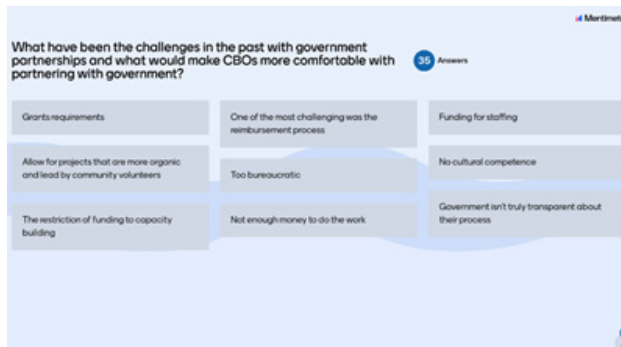 Mentimet
What have been the challenges in the past with government
partnerships and what would make CBOs more comfortable with
partnering with government?
35 Answers
Grants requirements
One of the most challenging was the
reimbursement process
Funding for staffing
Allow for projects that are more organic
and lead by community volunteers
Too bureaucratic
No cultural competence
The restriction of funding to capacity
building
Not enough money to do the work
Government isn't truly transparent about
their process